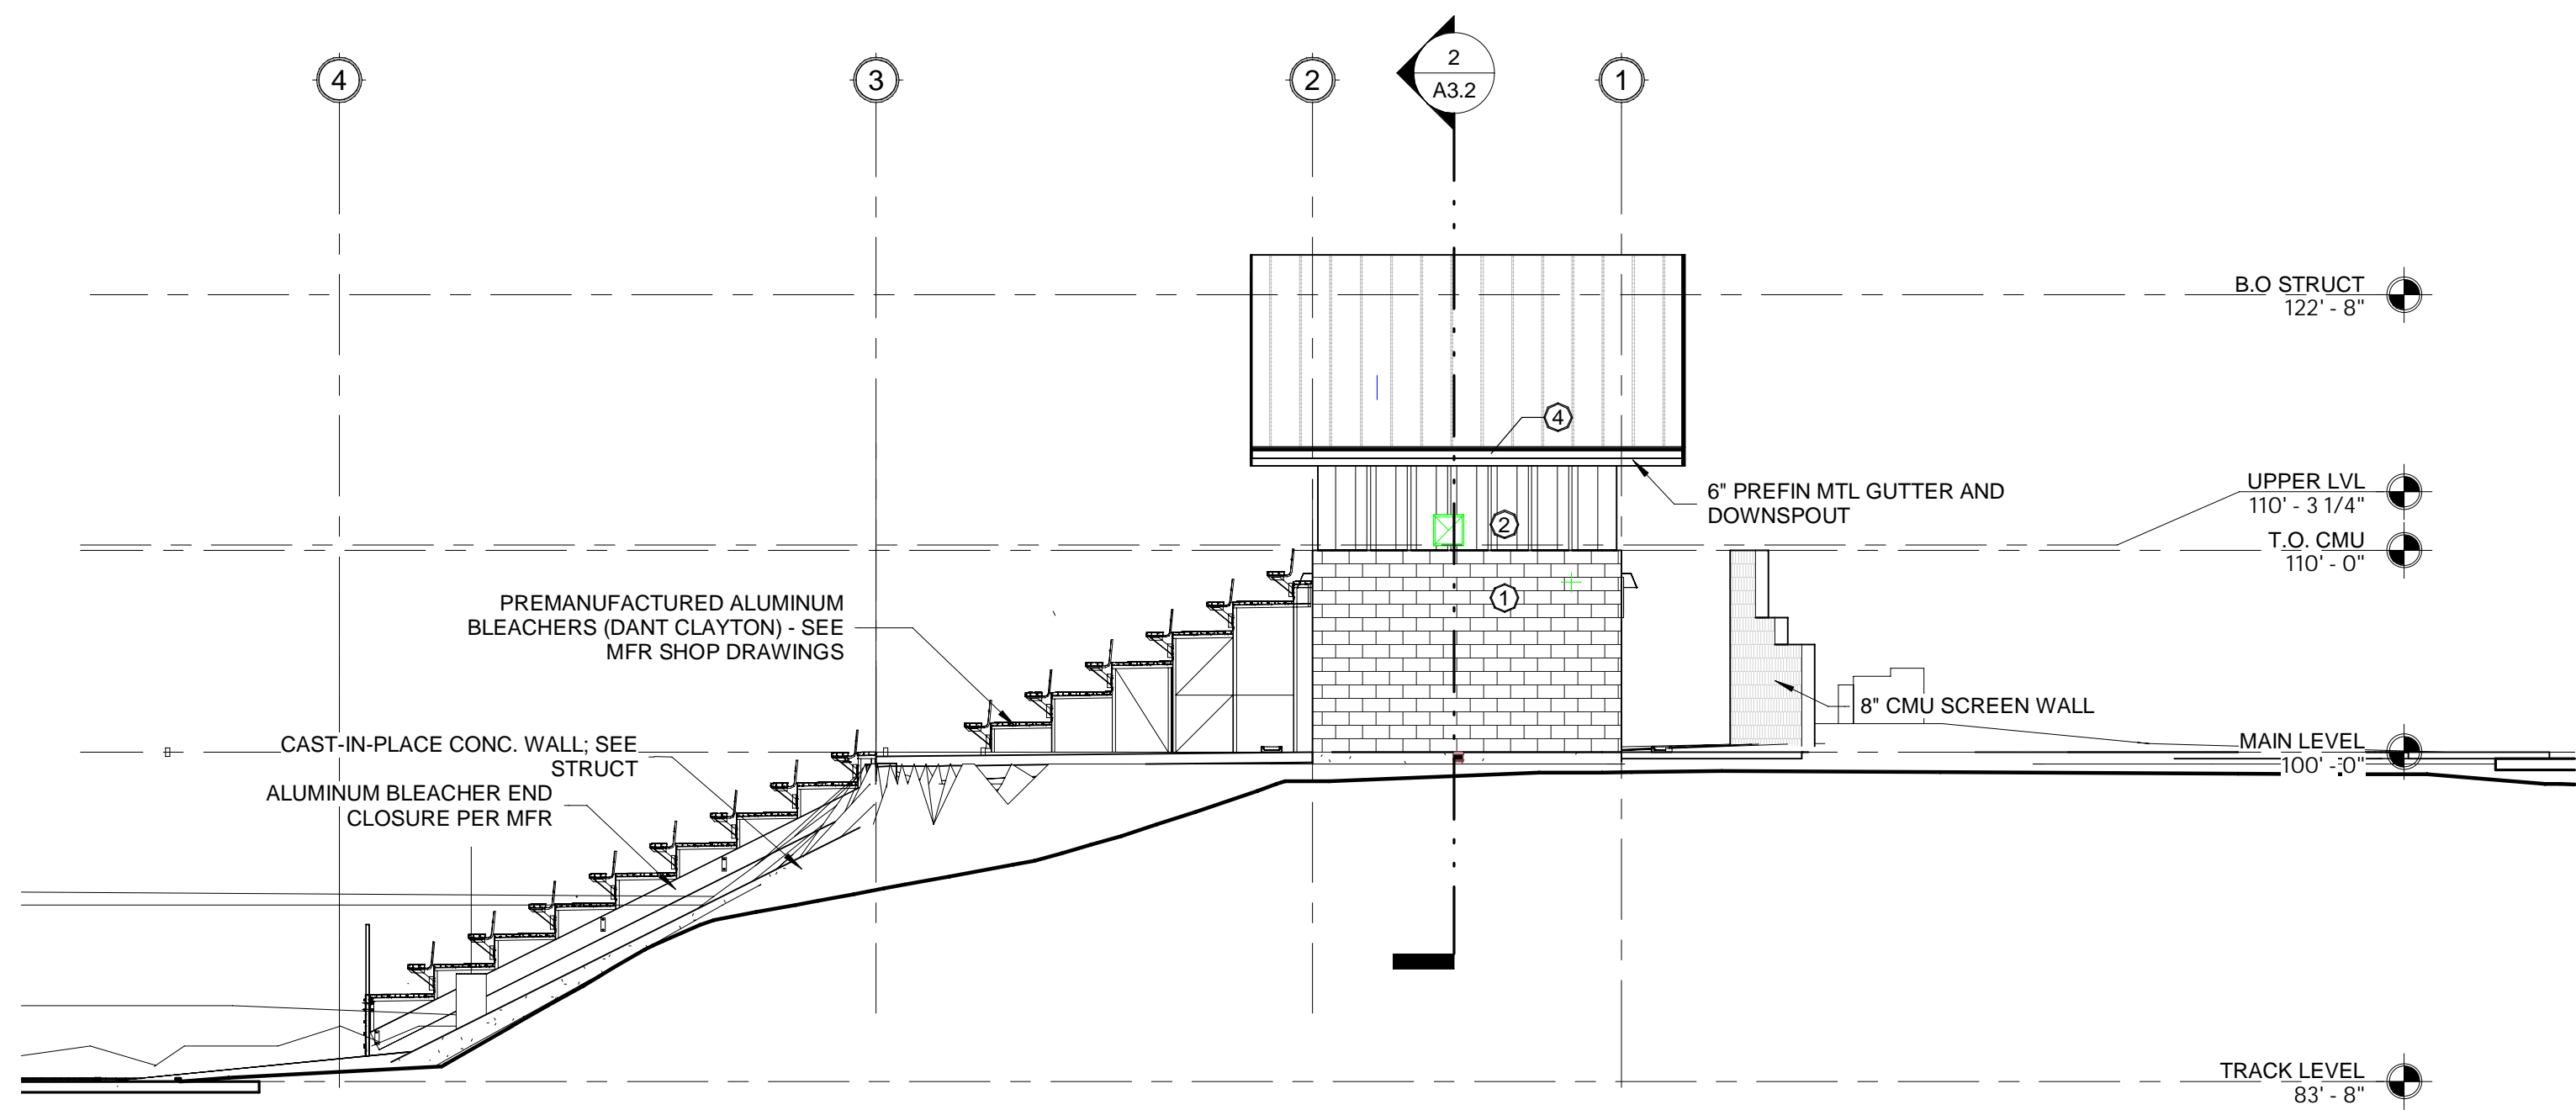 4
3
2
1
2
A3.2
B.O STRUCT
122' - 8"
4
6" PREFIN MTL GUTTER AND
DOWNSPOUT
UPPER LVL
110' - 3 1/4"
2
T.O. CMU
110' - 0"
1
PREMANUFACTURED ALUMINUM
BLEACHERS (DANT CLAYTON) - SEE
MFR SHOP DRAWINGS
8" CMU SCREEN WALL
CAST-IN-PLACE CONC. WALL; SEE
STRUCT
MAIN LEVEL
100' - 0"
ALUMINUM BLEACHER END
CLOSURE PER MFR
TRACK LEVEL
83' - 8"